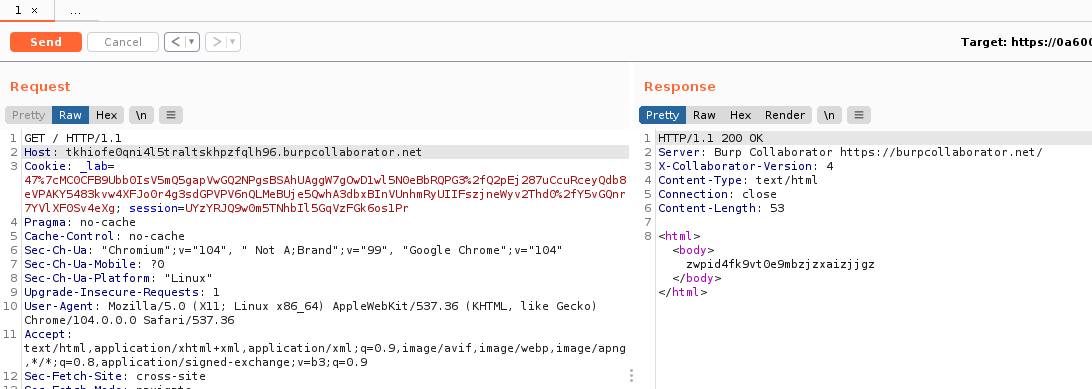 1 ×
...
Send
Cancel
< ▾
> ▾
Target: https://0a600
Request
Pretty Raw Hex \n ≡
1 GET / HTTP/1.1
2 Host: tkhiofe0qni4l5traltskhpzfqlh96.burpcollaborator.net
3 Cookie: _lab=
47%7cMC0CFB9Ubb0IsV5mQ5gapVwGQ2NPgsBSAhUAggW7gOwD1wl5N0eBbRQPG3%2fQ2pEj287uCcuRceyQdb8
eVPAKY5483kvw4XFJoOr4g3sdGPVPV6nQLMeBUje5QwhA3dbxBInVUnhmRyUIIFszjneWyv2Thd0%2fY5vGQnr
7YVlXF0Sv4eXg; session=UYzYRJQ9wOm5TNhbIl5GqVzFGk6os1Pr
4 Pragma: no-cache
5 Cache-Control: no-cache
6 Sec-Ch-Ua: "Chromium";v="104", " Not A;Brand";v="99", "Google Chrome";v="104"
7 Sec-Ch-Ua-Mobile: ?0
8 Sec-Ch-Ua-Platform: "Linux"
9 Upgrade-Insecure-Requests: 1
10 User-Agent: Mozilla/5.0 (X11; Linux x86_64) AppleWebKit/537.36 (KHTML, like Gecko)
Chrome/104.0.0.0 Safari/537.36
11 Accept:
text/html,application/xhtml+xml,application/xml;q=0.9,image/avif,image/webp,image/apng
,*/*;q=0.8,application/signed-exchange;v=b3;q=0.9
12 Sec-Fetch-Site: cross-site
Response
Pretty Raw Hex Render \n ≡
1 HTTP/1.1 200 OK
2 Server: Burp Collaborator https://burpcollaborator.net/
3 X-Collaborator-Version: 4
4 Content-Type: text/html
5 Connection: close
6 Content-Length: 53
7
8 <html>
<body>
zwpid4fk9vt0e9mbzjzxaizjjgz
</body>
</html>